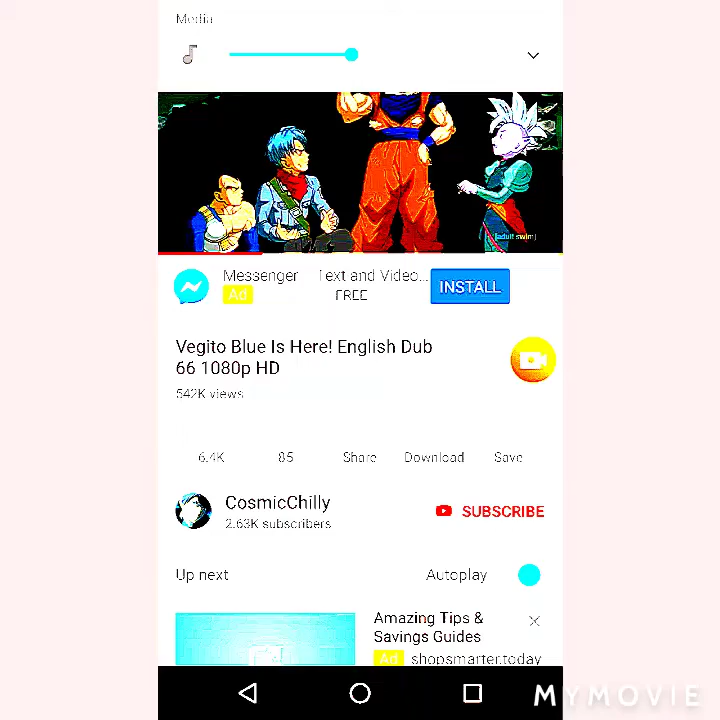 Media
[adult swim]
Messenger Text and Video...
Ad FREE
INSTALL
Vegito Blue Is Here! English Dub
66 1080p HD
542K views
6.4K 85 Share Download Save
CosmicChilly
2.63K subscribers
SUBSCRIBE
Up next Autoplay
Amazing Tips &
Savings Guides
Ad shopsmarter.today
MYMOVIE